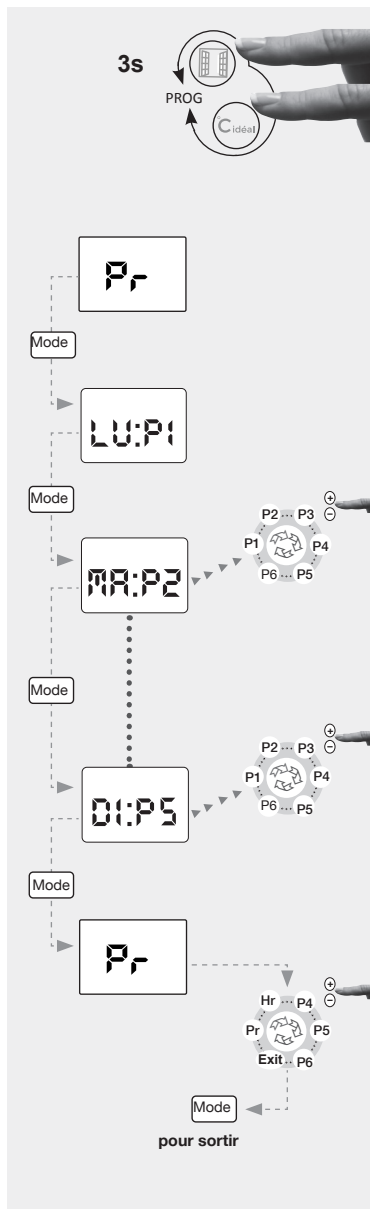 3s
PROG
°C idéal
Pr
Mode
LU:P1
Mode
MA:P2
P2 P3
P1 P4
P6 P5
+
-
Mode
DI:P5
P2 P3
P1 P4
P6 P5
+
-
Mode
Pr
Hr P4
Pr P5
Exit P6
+
-
Mode
pour sortir